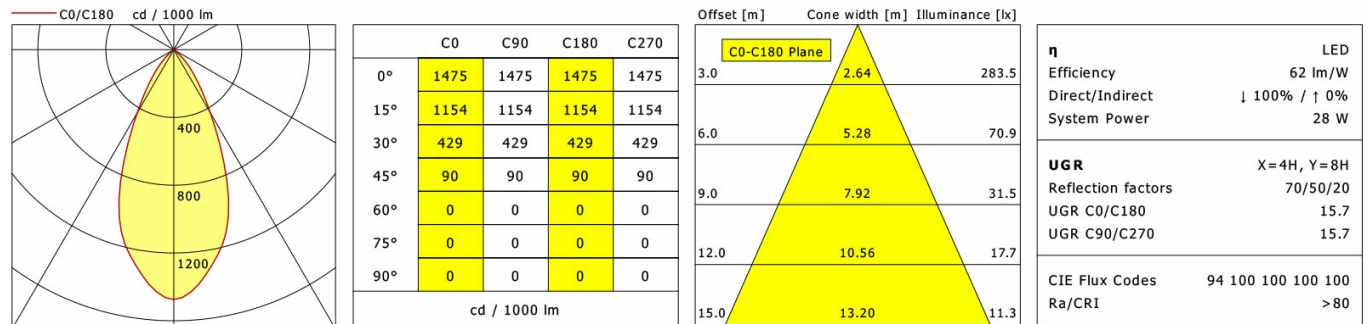 C0/C180 cd / 1000 lm
400
800
1200
C0 C90 C180 C270
0° 1475 1475 1475 1475
15° 1154 1154 1154 1154
30° 429 429 429 429
45° 90 90 90 90
60° 0 0 0 0
75° 0 0 0 0
90° 0 0 0 0
cd / 1000 lm
Offset [m] Cone width [m] Illuminance [lx]
C0-C180 Plane
3.0 2.64 283.5
6.0 5.28 70.9
9.0 7.92 31.5
12.0 10.56 17.7
15.0 13.20 11.3
η LED
Efficiency 62 lm/W
Direct/Indirect ↓ 100% / ↑ 0%
System Power 28 W
UGR X=4H, Y=8H
Reflection factors 70/50/20
UGR C0/C180 15.7
UGR C90/C270 15.7
CIE Flux Codes 94 100 100 100 100
Ra/CRI >80